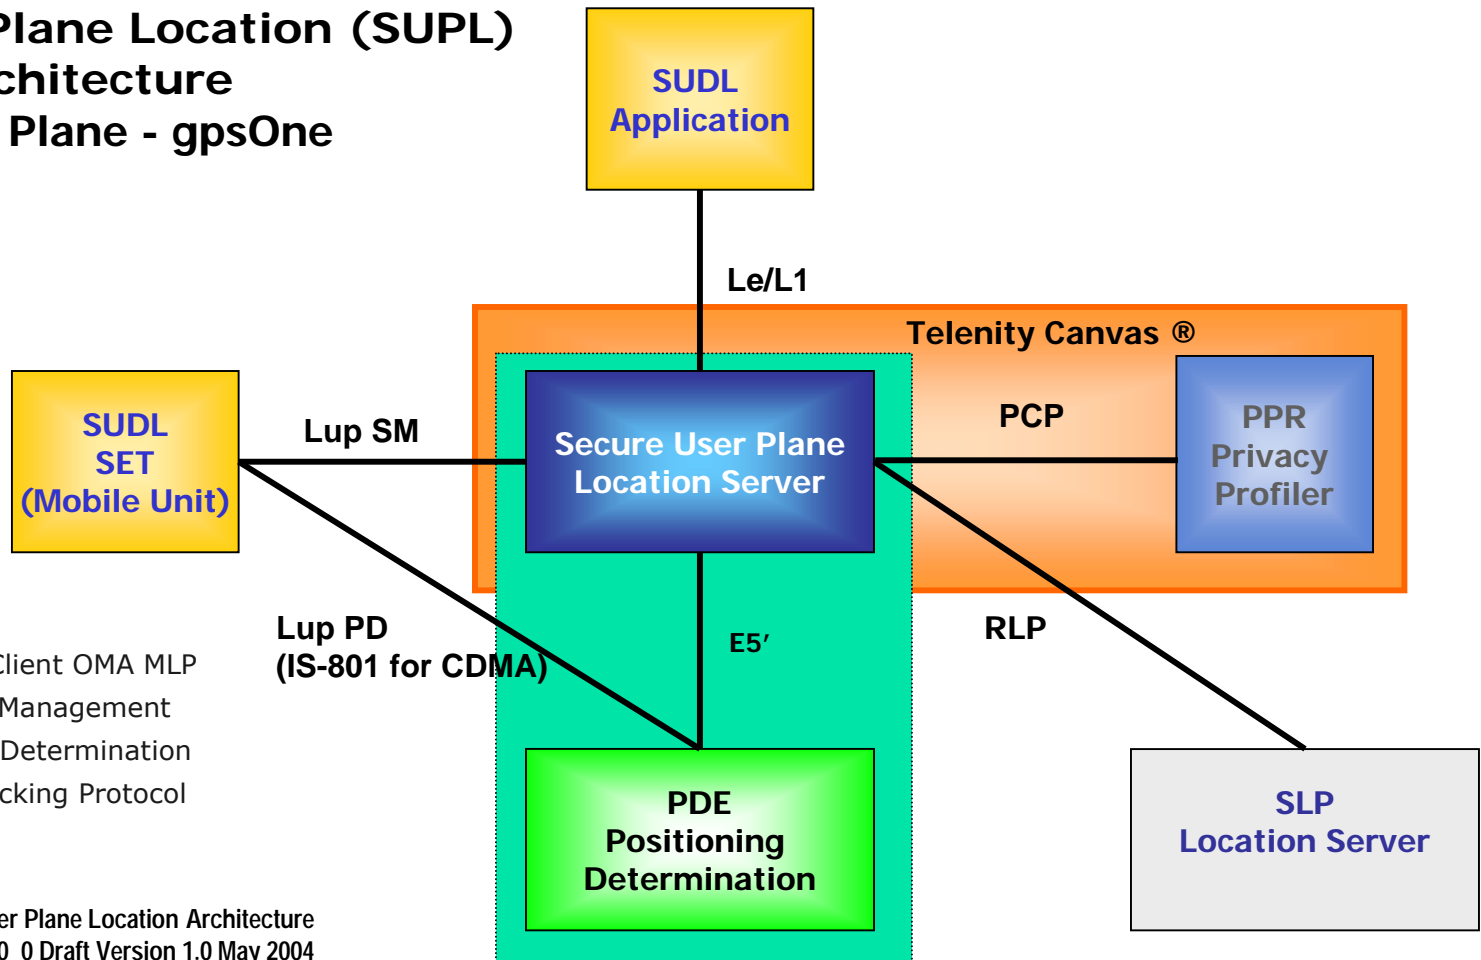 Plane Location (SUPL)
chitecture
Plane - gpsOne
SUDL
Application
Le/L1
Telenity Canvas ®
SUDL
SET
(Mobile Unit)
Lup SM
Secure User Plane
Location Server
PCP
PPR
Privacy
Profiler
Lup PD
(IS-801 for CDMA)
E5′
RLP
Client OMA MLP
Management
Determination
cking Protocol
PDE
Positioning
Determination
SLP
Location Server
er Plane Location Architecture
0_0 Draft Version 1.0 May 2004